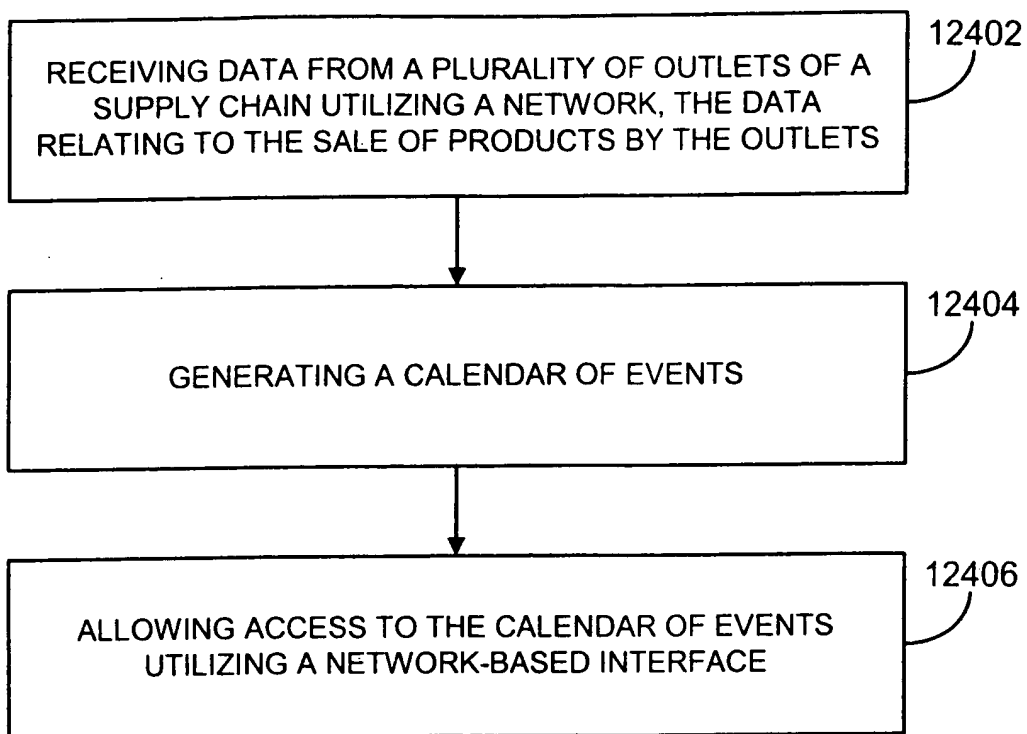 12402
RECEIVING DATA FROM A PLURALITY OF OUTLETS OF A
SUPPLY CHAIN UTILIZING A NETWORK, THE DATA
RELATING TO THE SALE OF PRODUCTS BY THE OUTLETS
12404
GENERATING A CALENDAR OF EVENTS
12406
ALLOWING ACCESS TO THE CALENDAR OF EVENTS
UTILIZING A NETWORK-BASED INTERFACE